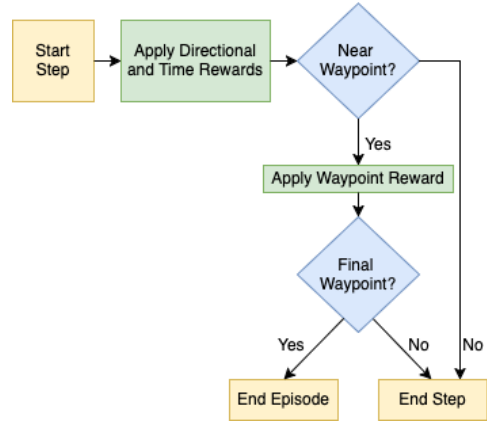 Start
Step
Apply Directional
and Time Rewards
Near
Waypoint?
Yes
Apply Waypoint Reward
Final
Waypoint?
Yes
No
No
End Episode
End Step